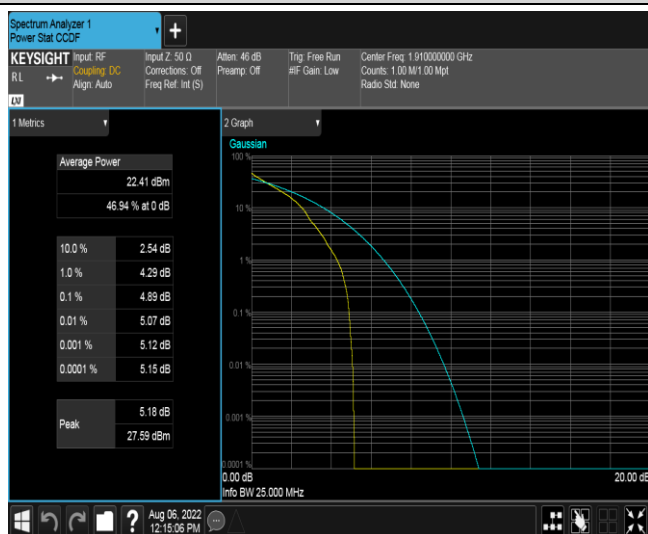 Spectrum Analyzer 1
Power Stat CCDF
+
KEYSIGHT
RL
LXI
Input: RF
Coupling: DC
Align: Auto
Input Z: 50 Ω
Corrections: Off
Freq Ref: Int (S)
Atten: 46 dB
Preamp: Off
Trig: Free Run
#IF Gain: Low
Center Freq: 1.910000000 GHz
Counts: 1.00 M/1.00 Mpt
Radio Std: None
1 Metrics
Average Power
22.41 dBm
46.94 % at 0 dB
10.0 % 2.54 dB
1.0 % 4.29 dB
0.1 % 4.89 dB
0.01 % 5.07 dB
0.001 % 5.12 dB
0.0001 % 5.15 dB
Peak
5.18 dB
27.59 dBm
2 Graph
Gaussian
100 %
10 %
1 %
0.1 %
0.01 %
0.001 %
0.0001 %
0.00 dB
20.00 dB
Info BW 25.000 MHz
?
Aug 06, 2022
12:15:06 PM